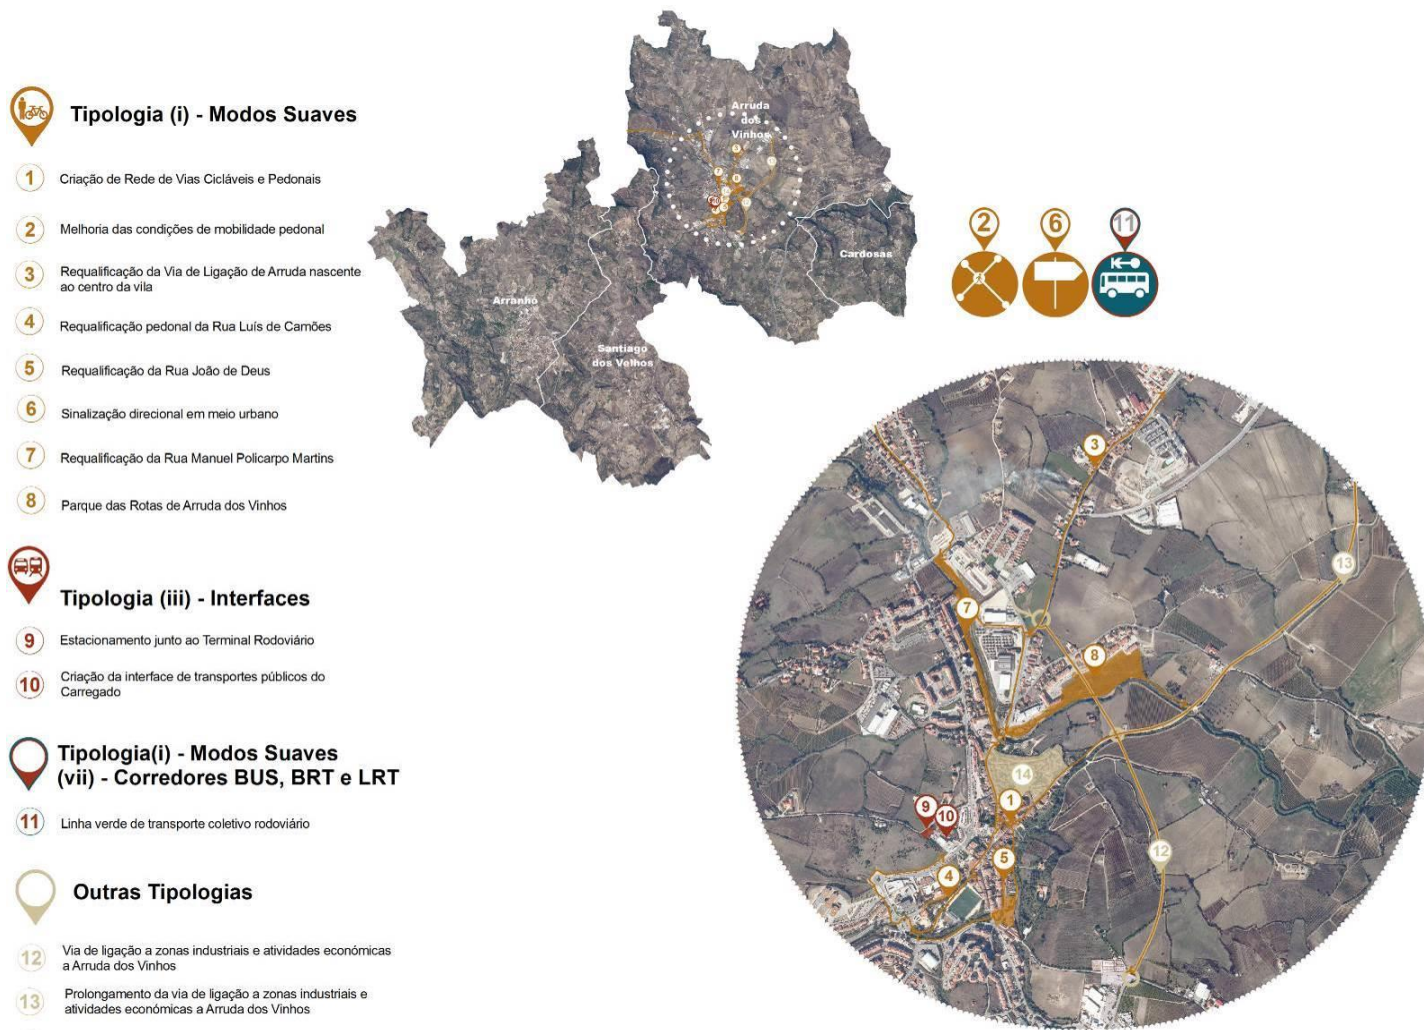 Tipologia (i) - Modos Suaves
1 Criação de Rede de Vias Cicláveis e Pedonais
2 Melhoria das condições de mobilidade pedonal
3 Requalificação da Via de Ligação de Arruda nascente
ao centro da vila
4 Requalificação pedonal da Rua Luís de Camões
5 Requalificação da Rua João de Deus
6 Sinalização direcional em meio urbano
7 Requalificação da Rua Manuel Policarpo Martins
8 Parque das Rotas de Arruda dos Vinhos
Tipologia (iii) - Interfaces
9 Estacionamento junto ao Terminal Rodoviário
10 Criação da interface de transportes públicos do
Carregado
Tipologia(i) - Modos Suaves
(vii) - Corredores BUS, BRT e LRT
11 Linha verde de transporte coletivo rodoviário
Outras Tipologias
12 Via de ligação a zonas industriais e atividades económicas
a Arruda dos Vinhos
13 Prolongamento da via de ligação a zonas industriais e
atividades económicas a Arruda dos Vinhos
Arruda
dos
Vinhos
Cardosas
Arranhó
Santiago
dos Velhos
2 6 11
3
13
7
8
14
1
9 10
5
12
4